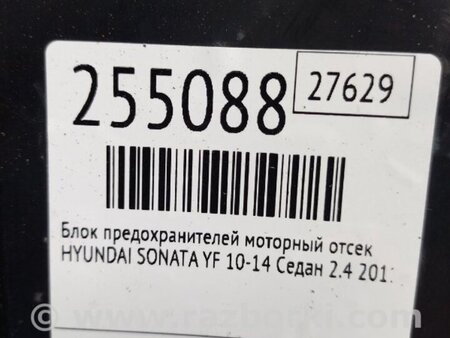 255088
27629
Блок предохранителей моторный отсек
HYUNDAI SONATA YF 10-14 Седан 2.4 201
© www.razborki.com